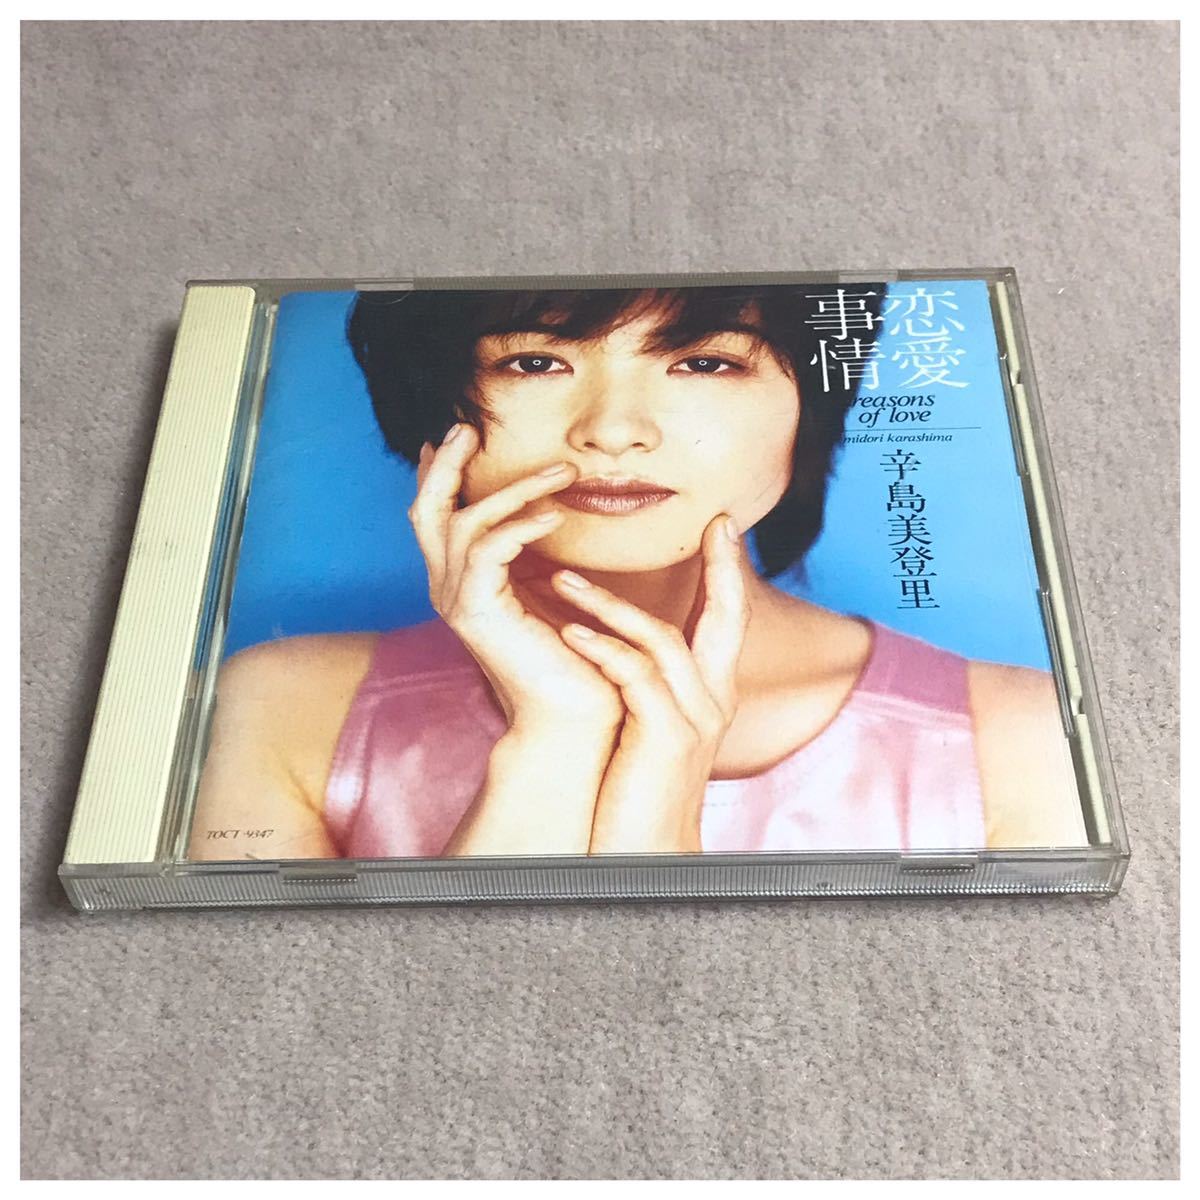 恋愛
事情
reasons
of love
midori karashima
辛島美登里
TOCT-9347